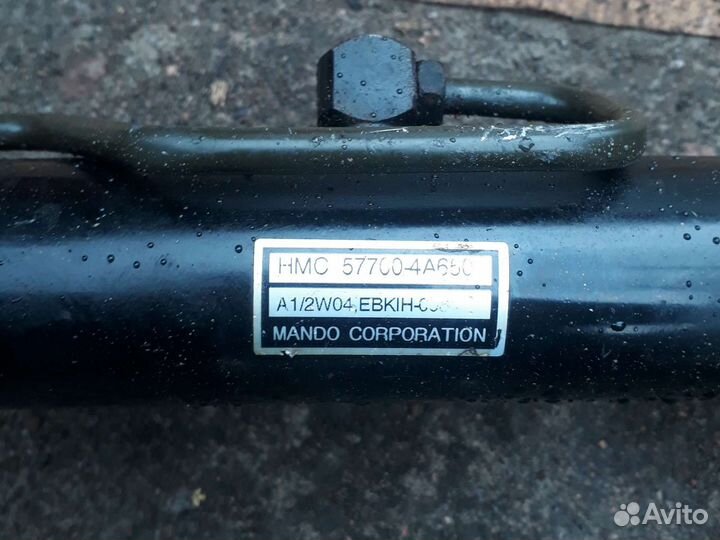 HMC 57700-4A650
A1/2W04,EBKIH-
MANDO CORPORATION
Avito